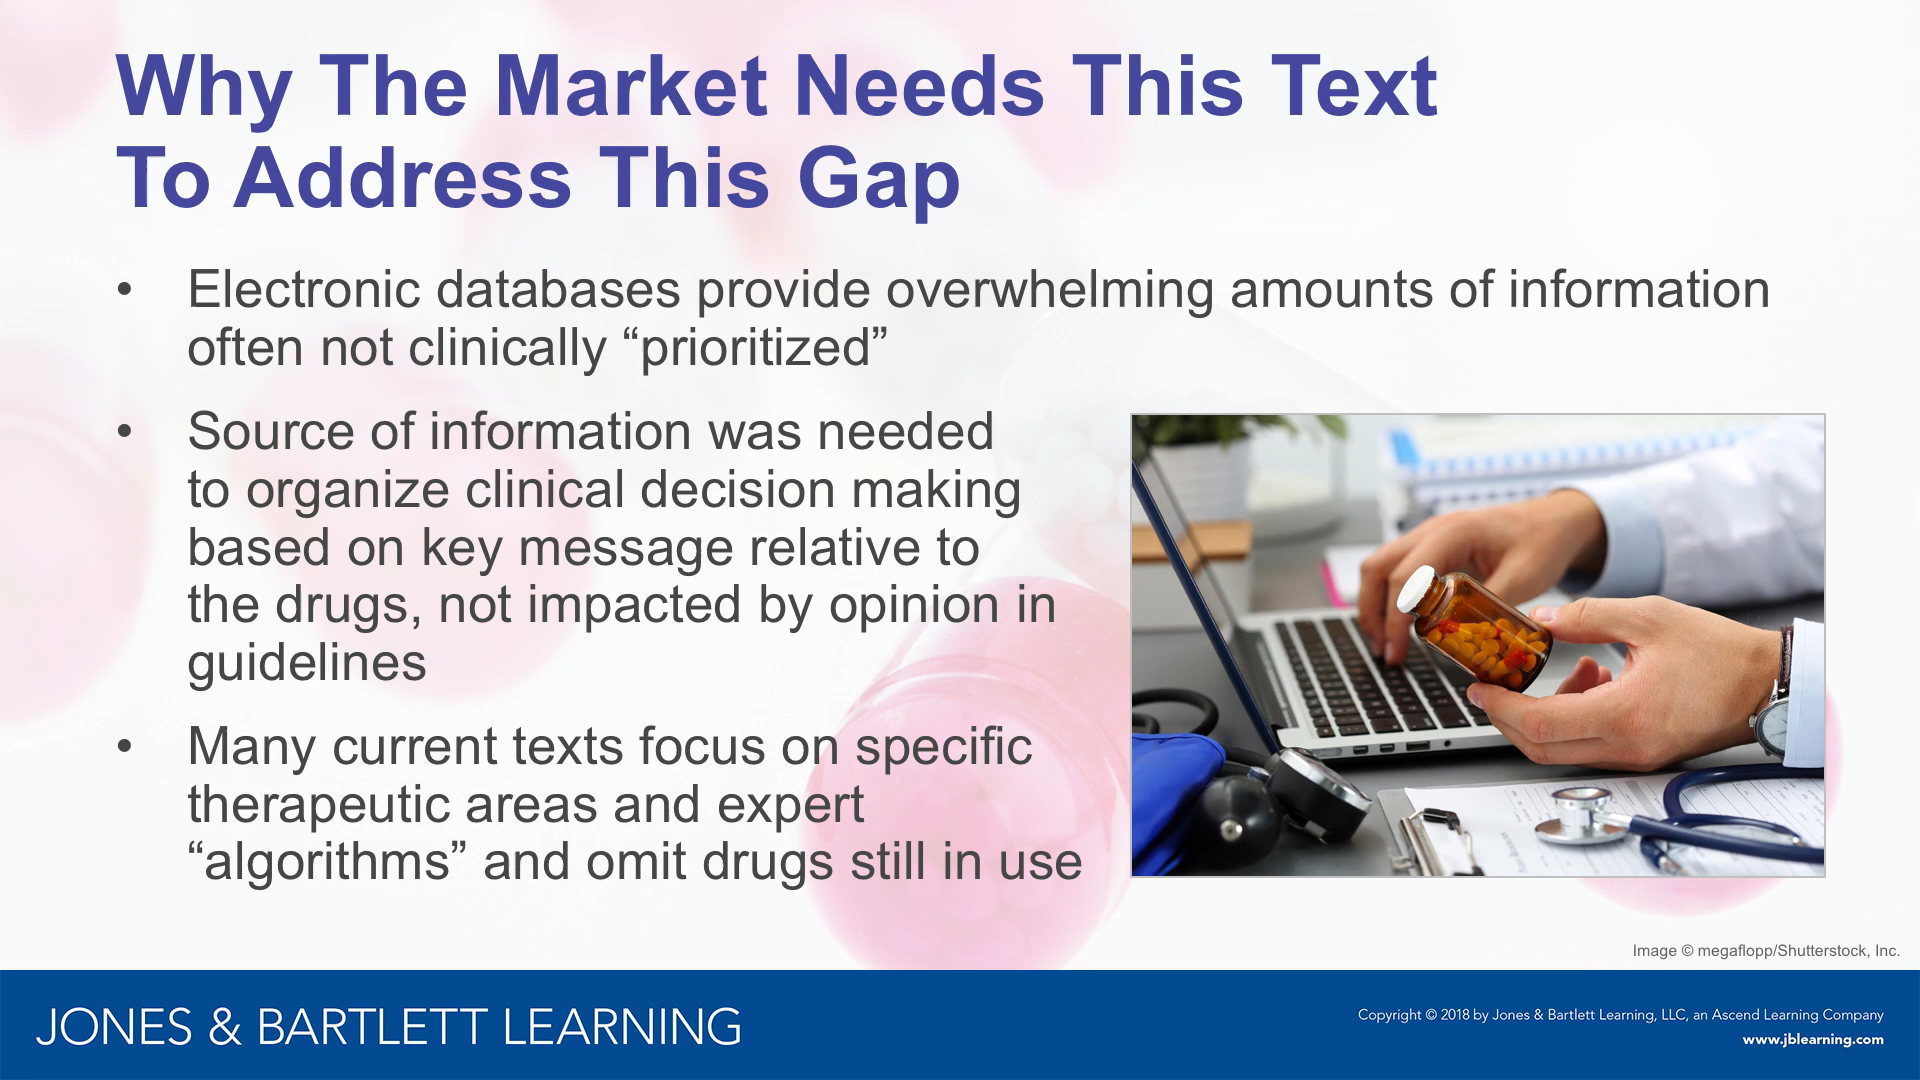 Why The Market Needs This Text
To Address This Gap
• Electronic databases provide overwhelming amounts of information
often not clinically “prioritized”
• Source of information was needed
to organize clinical decision making
based on key message relative to
the drugs, not impacted by opinion in
guidelines
• Many current texts focus on specific
therapeutic areas and expert
“algorithms” and omit drugs still in use
Image © megaflopp/Shutterstock, Inc.
JONES & BARTLETT LEARNING
Copyright © 2018 by Jones & Bartlett Learning, LLC, an Ascend Learning Company
www.jblearning.com